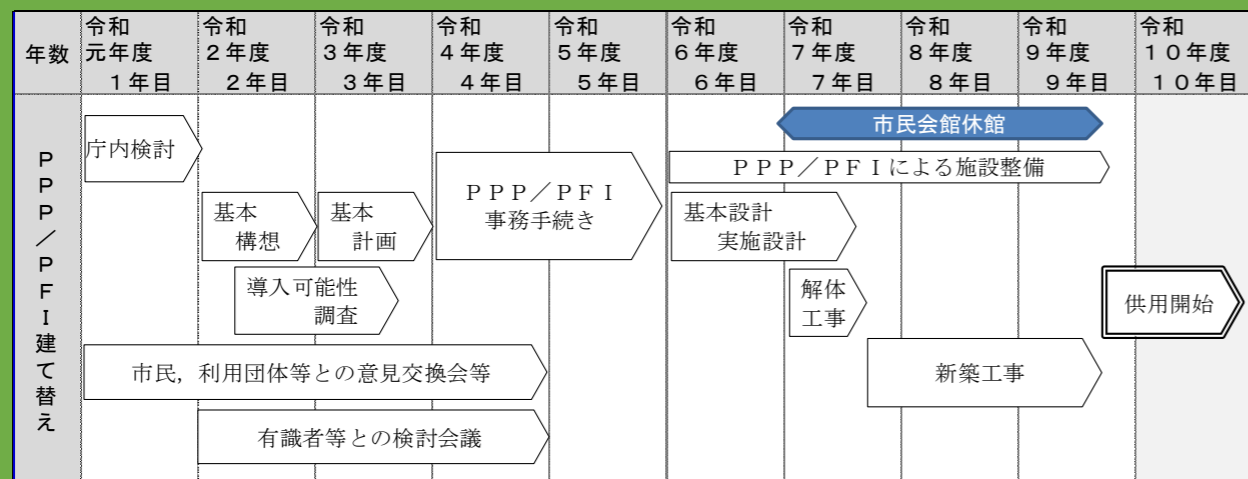 年数
令和
元年度
1年目
令和
2年度
2年目
令和
3年度
3年目
令和
4年度
4年目
令和
5年度
5年目
令和
6年度
6年目
令和
7年度
7年目
令和
8年度
8年目
令和
9年度
9年目
令和
10年度
10年目
PPP/PFI建て替え
市民会館休館
庁内検討
PPP/PFIによる施設整備
PPP/PFI
事務手続き
基本
構想
基本
計画
基本設計
実施設計
導入可能性
調査
解体
工事
供用開始
市民,利用団体等との意見交換会等
新築工事
有識者等との検討会議